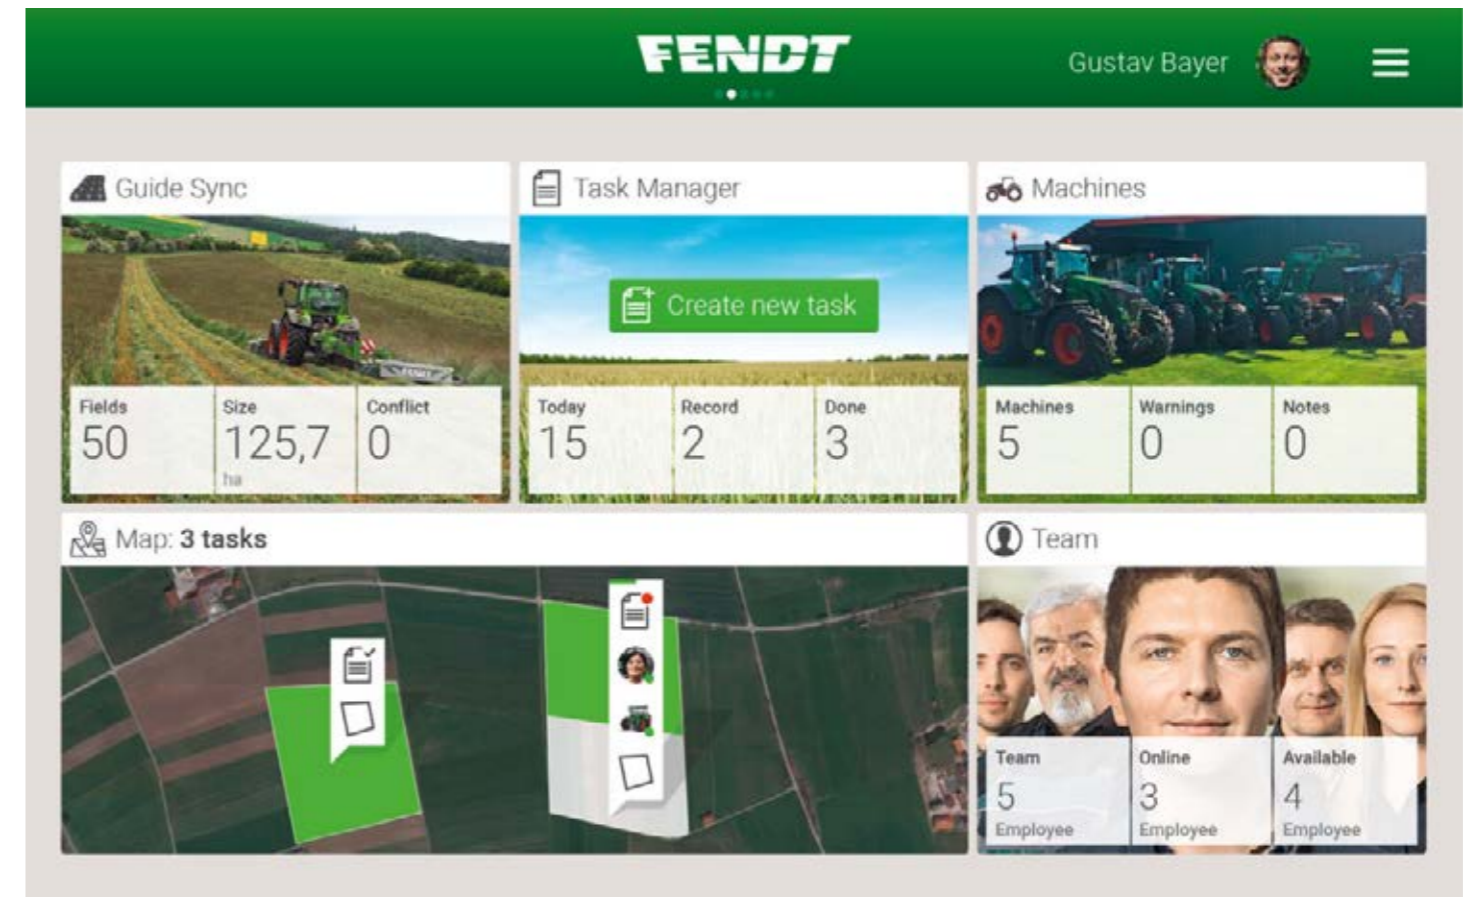 FENDT
Gustav Bayer
Guide Sync
Fields
50
Size
125,7
ha
Conflict
0
Task Manager
Create new task
Today
15
Record
2
Done
3
Machines
Machines
5
Warnings
0
Notes
0
Map: 3 tasks
Team
Team
5
Employee
Online
3
Employee
Available
4
Employee